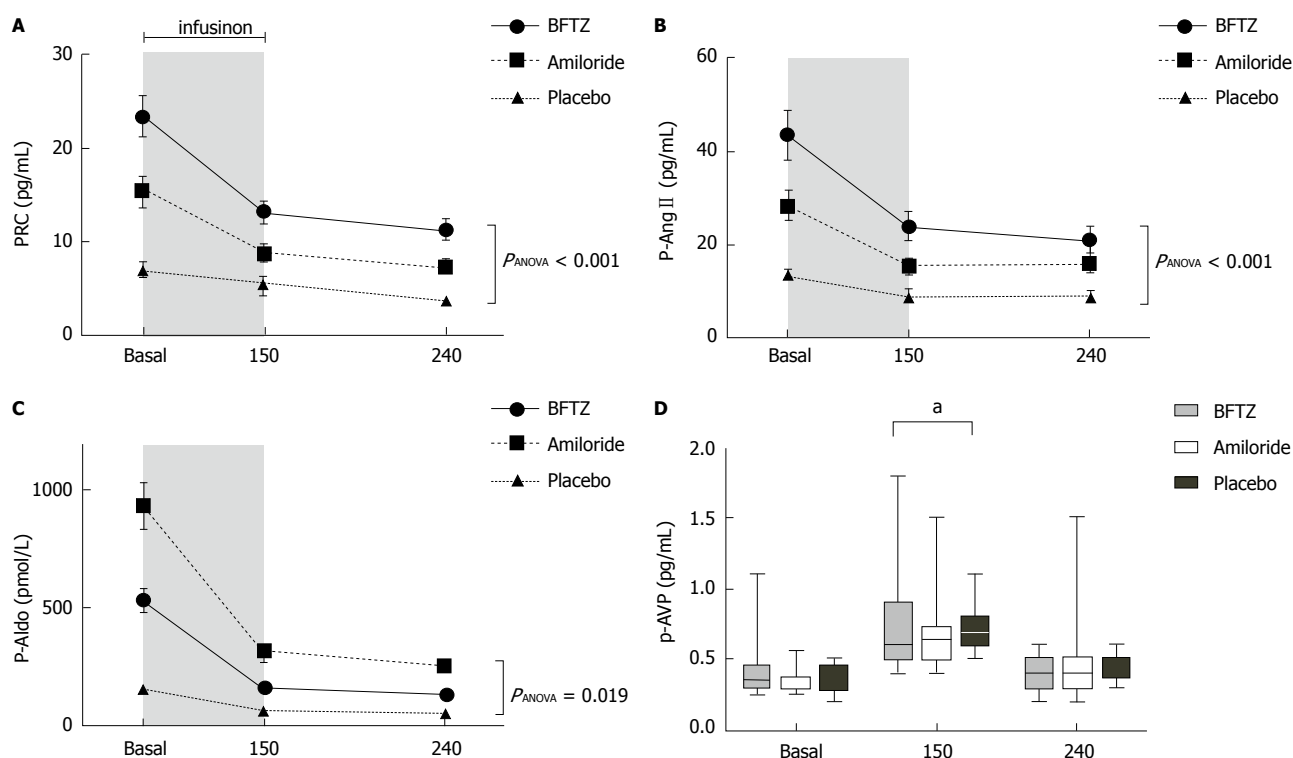 A
infusinon
BFTZ
Amiloride
Placebo
30
20
10
0
PRC (pg/mL)
PANOVA < 0.001
Basal 150 240
B
BFTZ
Amiloride
Placebo
60
40
20
0
P-Ang II (pg/mL)
PANOVA < 0.001
Basal 150 240
C
BFTZ
Amiloride
Placebo
1000
500
0
P-Aldo (pmol/L)
PANOVA = 0.019
Basal 150 240
D
a
BFTZ
Amiloride
Placebo
2.0
1.5
1.0
0.5
0.0
p-AVP (pg/mL)
Basal 150 240